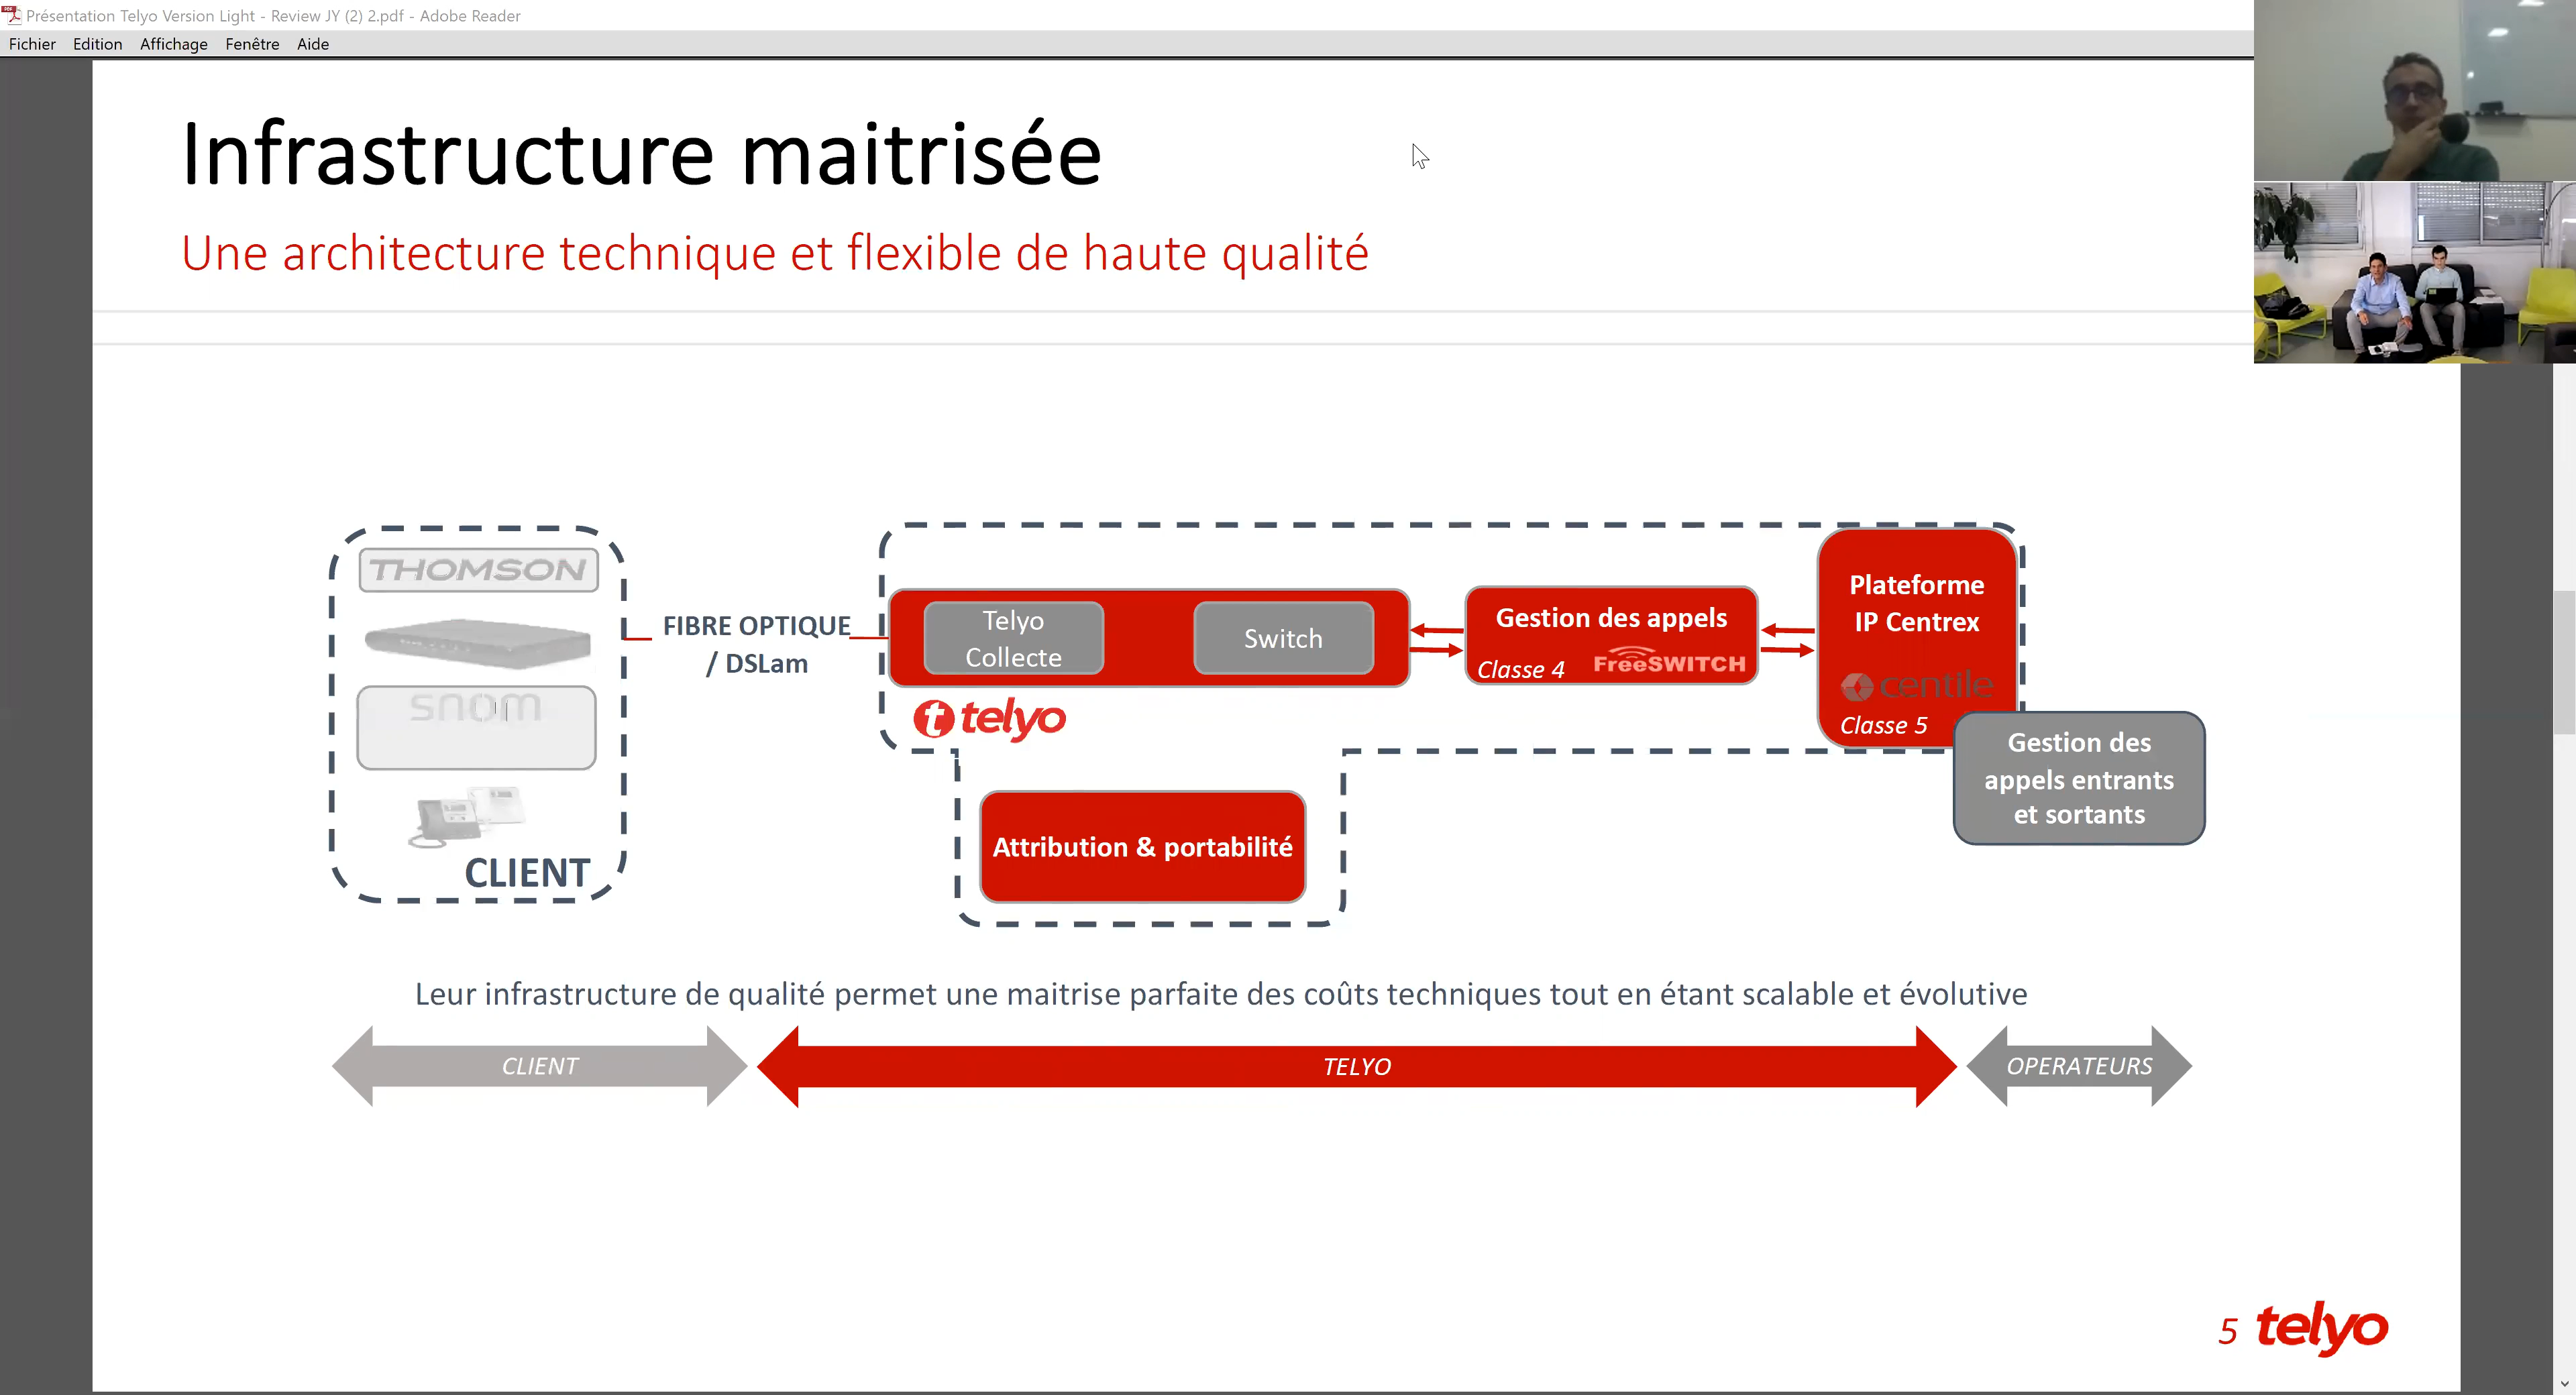 Présentation Telyo Version Light - Review JY (2) 2.pdf - Adobe Reader
Fichier Edition Affichage Fenêtre Aide
Infrastructure maitrisée
Une architecture technique et flexible de haute qualité
THOMSON
snom
CLIENT
FIBRE OPTIQUE
/ DSLam
Telyo
Collecte
Switch
telyo
Gestion des appels
Classe 4 FreeSWITCH
Plateforme
IP Centrex
centile
Classe 5
Gestion des
appels entrants
et sortants
Attribution & portabilité
Leur infrastructure de qualité permet une maitrise parfaite des coûts techniques tout en étant scalable et évolutive
CLIENT
TELYO
OPERATEURS
5 telyo